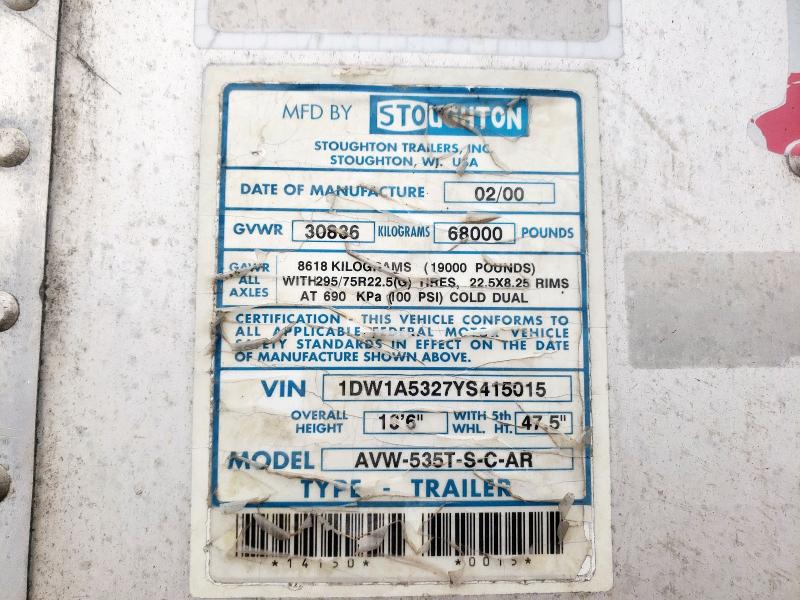 MFD BY STOUGHTON
STOUGHTON TRAILERS, INC
STOUGHTON, WI. USA
DATE OF MANUFACTURE 02/00
GVWR 30836 KILOGRAMS 68000 POUNDS
GAWR ALL AXLES
8618 KILOGRAMS (19000 POUNDS)
WITH295/75R22.5(G) TIRES, 22.5X8.25 RIMS
AT 690 KPa (100 PSI) COLD DUAL
CERTIFICATION - THIS VEHICLE CONFORMS TO
ALL APPLICABLE FEDERAL MOTOR VEHICLE
SAFETY STANDARDS IN EFFECT ON THE DATE
OF MANUFACTURE SHOWN ABOVE.
VIN 1DW1A5327YS415015
OVERALL HEIGHT 13'6" WITH 5th WHL. HT. 47.5"
MODEL AVW-535T-S-C-AR
TYPE - TRAILER
*14150* *0015*